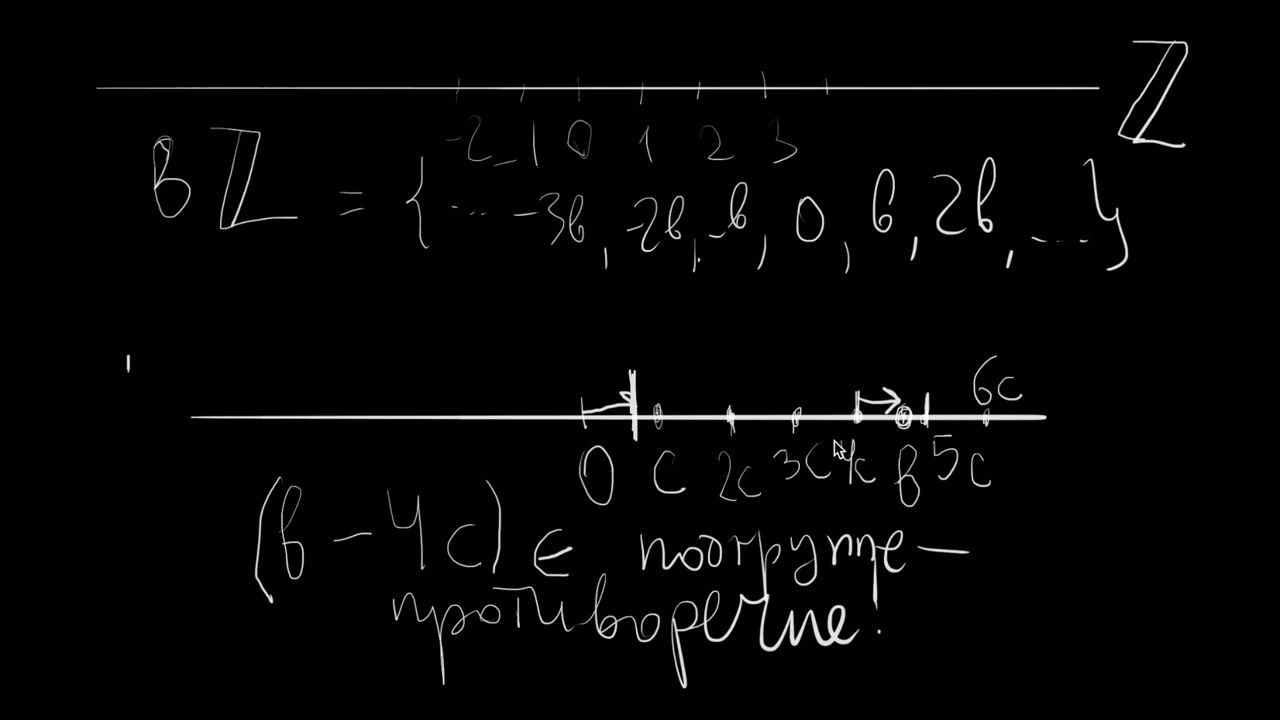 ℤ
-2 -1 0 1 2 3
bℤ = {... -3b, -2b, -b, 0, b, 2b, ...}
6c
0 c 2c 3c 4c b 5c
(b - 4c) ∈ подгруппе —
противоречие!